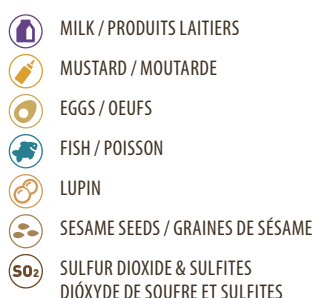 MILK / PRODUITS LAITIERS
MUSTARD / MOUTARDE
EGGS / OEUFS
FISH / POISSON
LUPIN
SESAME SEEDS / GRAINES DE SÉSAME
SO2 SULFUR DIOXIDE & SULFITES
DIÓXYDE DE SOUFRE ET SULFITES